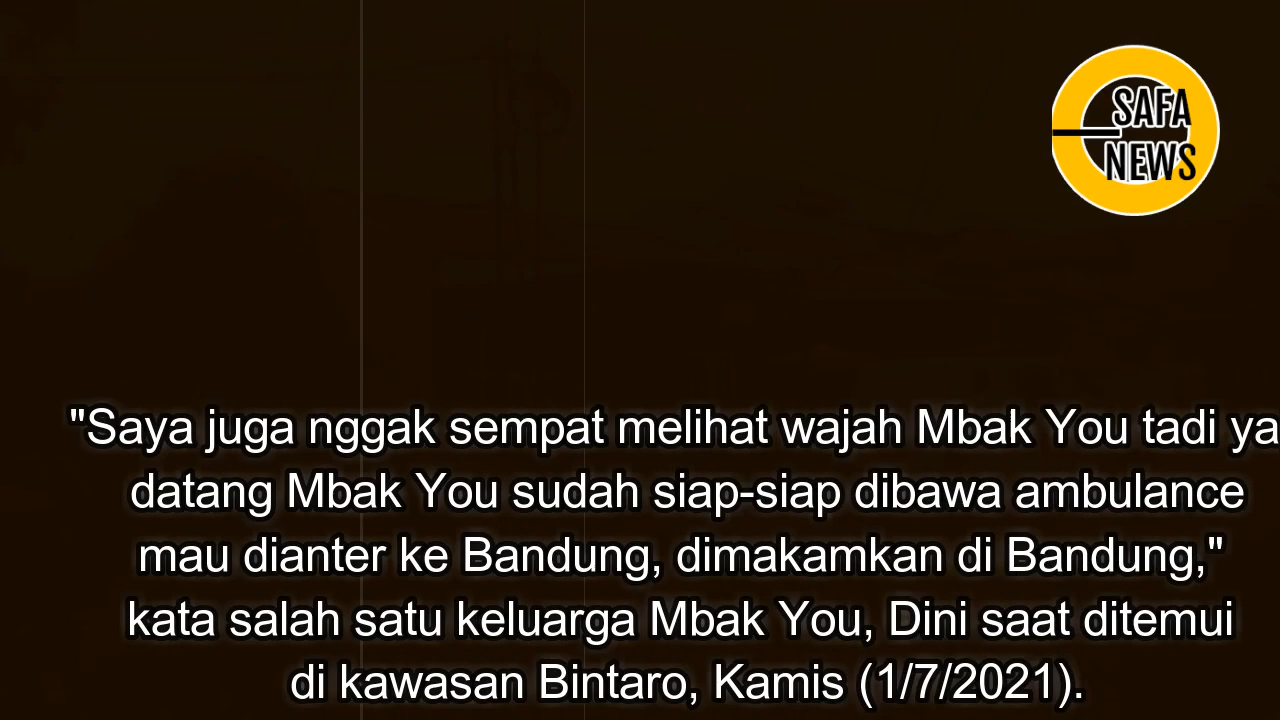 SAFA
NEWS
"Saya juga nggak sempat melihat wajah Mbak You tadi ya
datang Mbak You sudah siap-siap dibawa ambulance
mau dianter ke Bandung, dimakamkan di Bandung,"
kata salah satu keluarga Mbak You, Dini saat ditemui
di kawasan Bintaro, Kamis (1/7/2021).